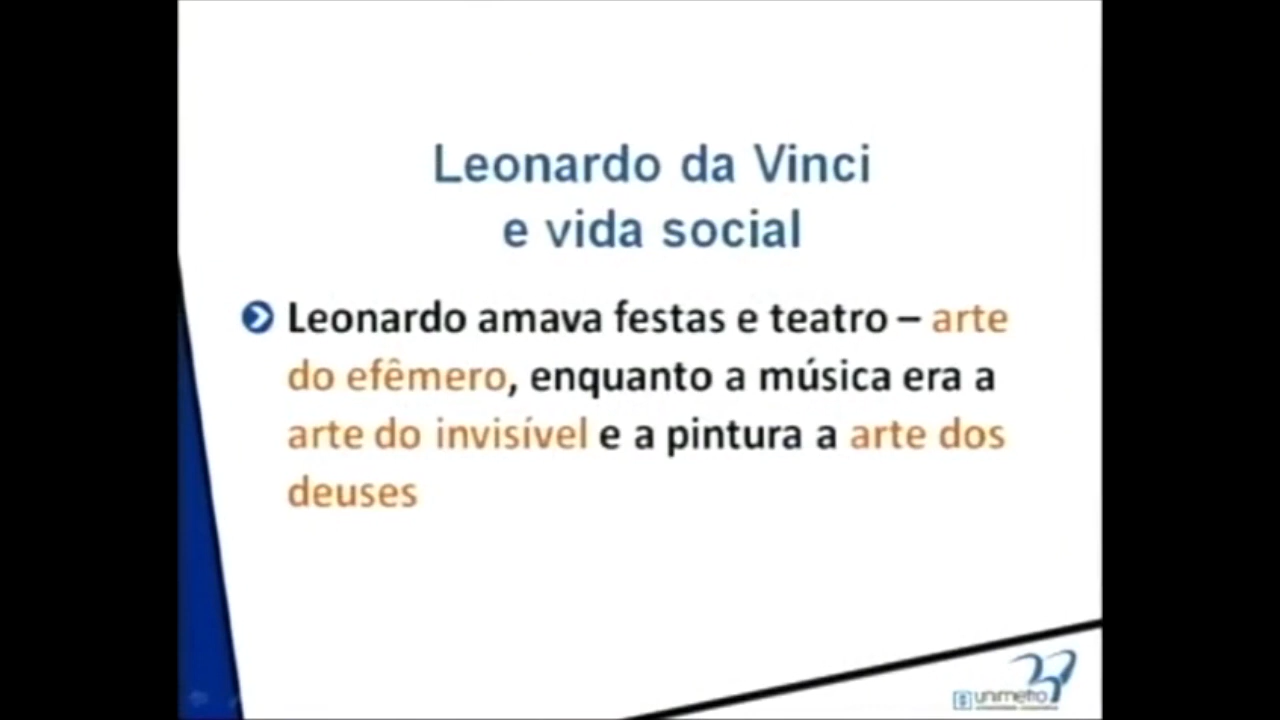 Leonardo da Vinci
e vida social
Leonardo amava festas e teatro – arte
do efêmero, enquanto a música era a
arte do invisível e a pintura a arte dos
deuses
unimetro